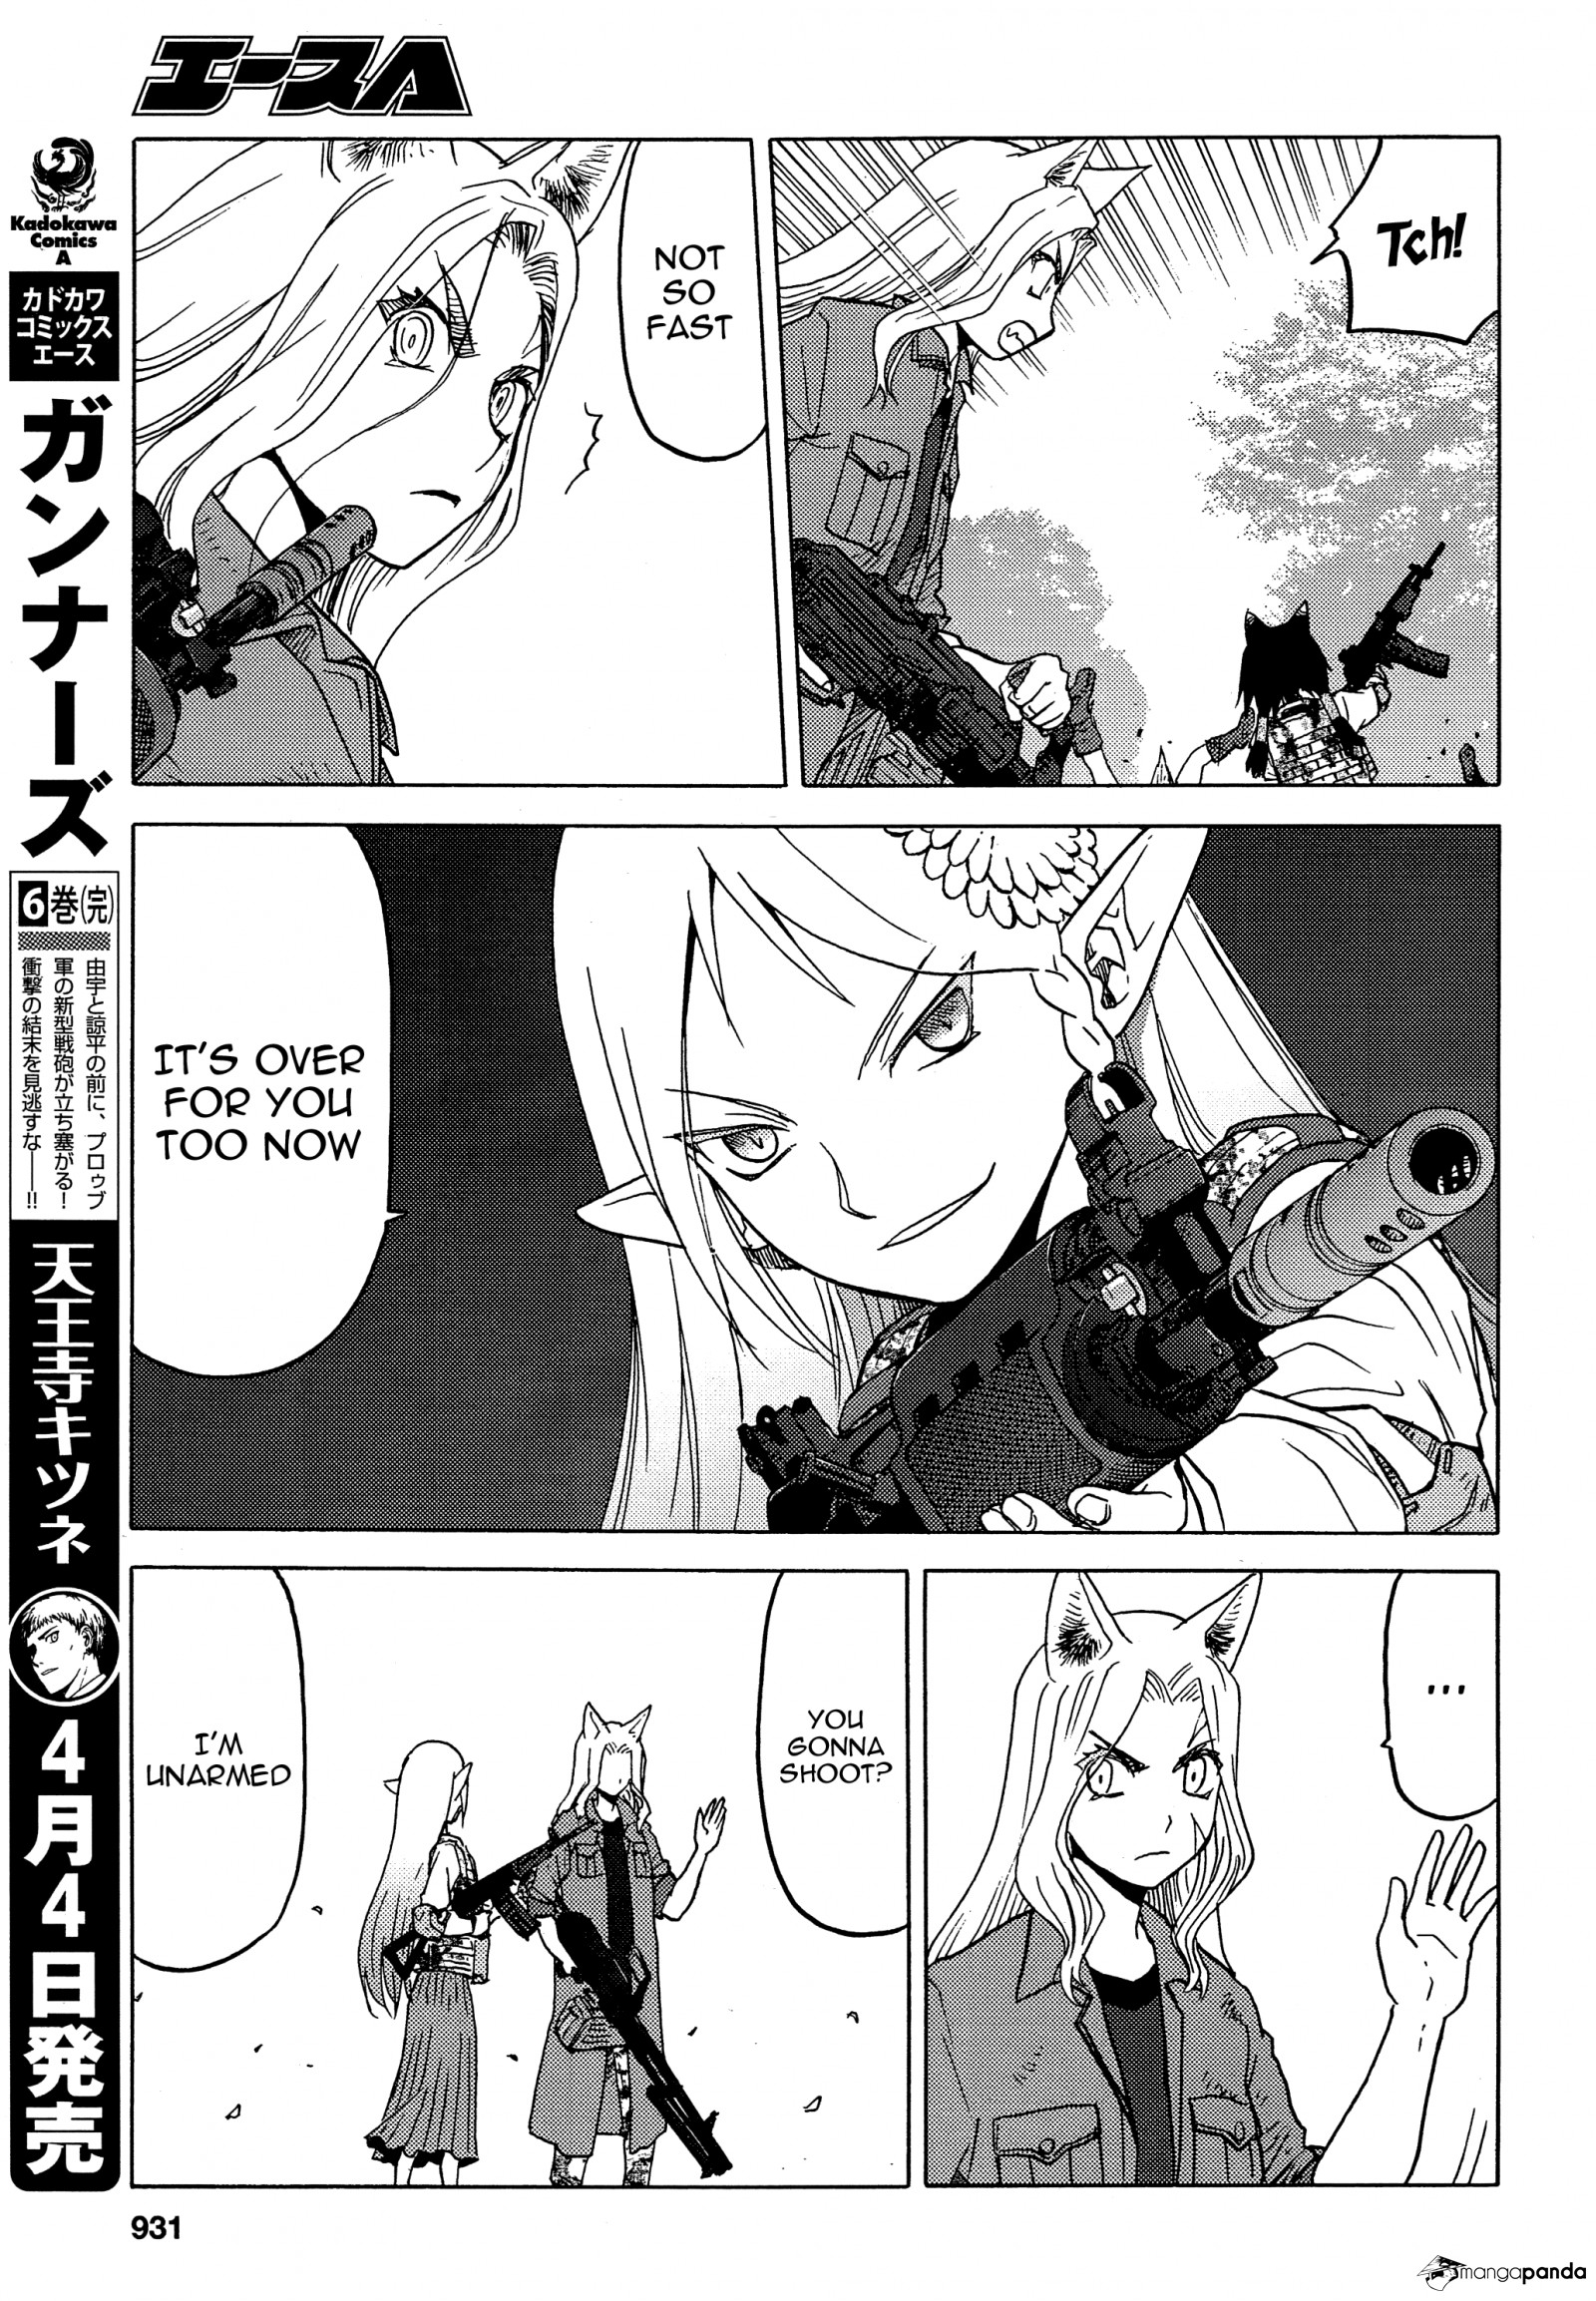 エースA
Tch!
NOT
SO
FAST
IT'S OVER
FOR YOU
TOO NOW
...
YOU
GONNA
SHOOT?
I'M
UNARMED
Kadokawa
Comics
A
カドカワ
コミックス
エース
ガンナーズ
6巻(完)
由宇と諒平の前に、プロゥブ
軍の新型戦砲が立ち塞がる!
衝撃の結末を見逃すな――!!
天王寺キツネ
4月4日発売
931
mangapanda